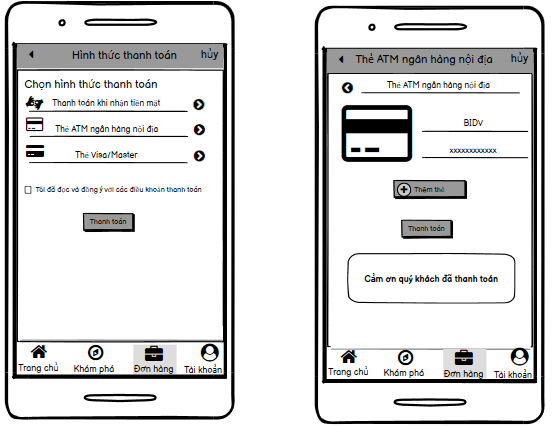 Hình thức thanh toán hủy
Chọn hình thức thanh toán
Thanh toán khi nhận tiền mặt
Thẻ ATM ngân hàng nội địa
Thẻ Visa/Master
Tôi đã đọc và đồng ý với các điều khoản thanh toán
Thanh toán
Trang chủ Khám phá Đơn hàng Tài khoản
Thẻ ATM ngân hàng nội địa hủy
Thẻ ATM ngân hàng nội địa
BIDV
xxxxxxxxxxxx
Thêm thẻ
Thanh toán
Cảm ơn quý khách đã thanh toán
Trang chủ Khám phá Đơn hàng Tài khoản